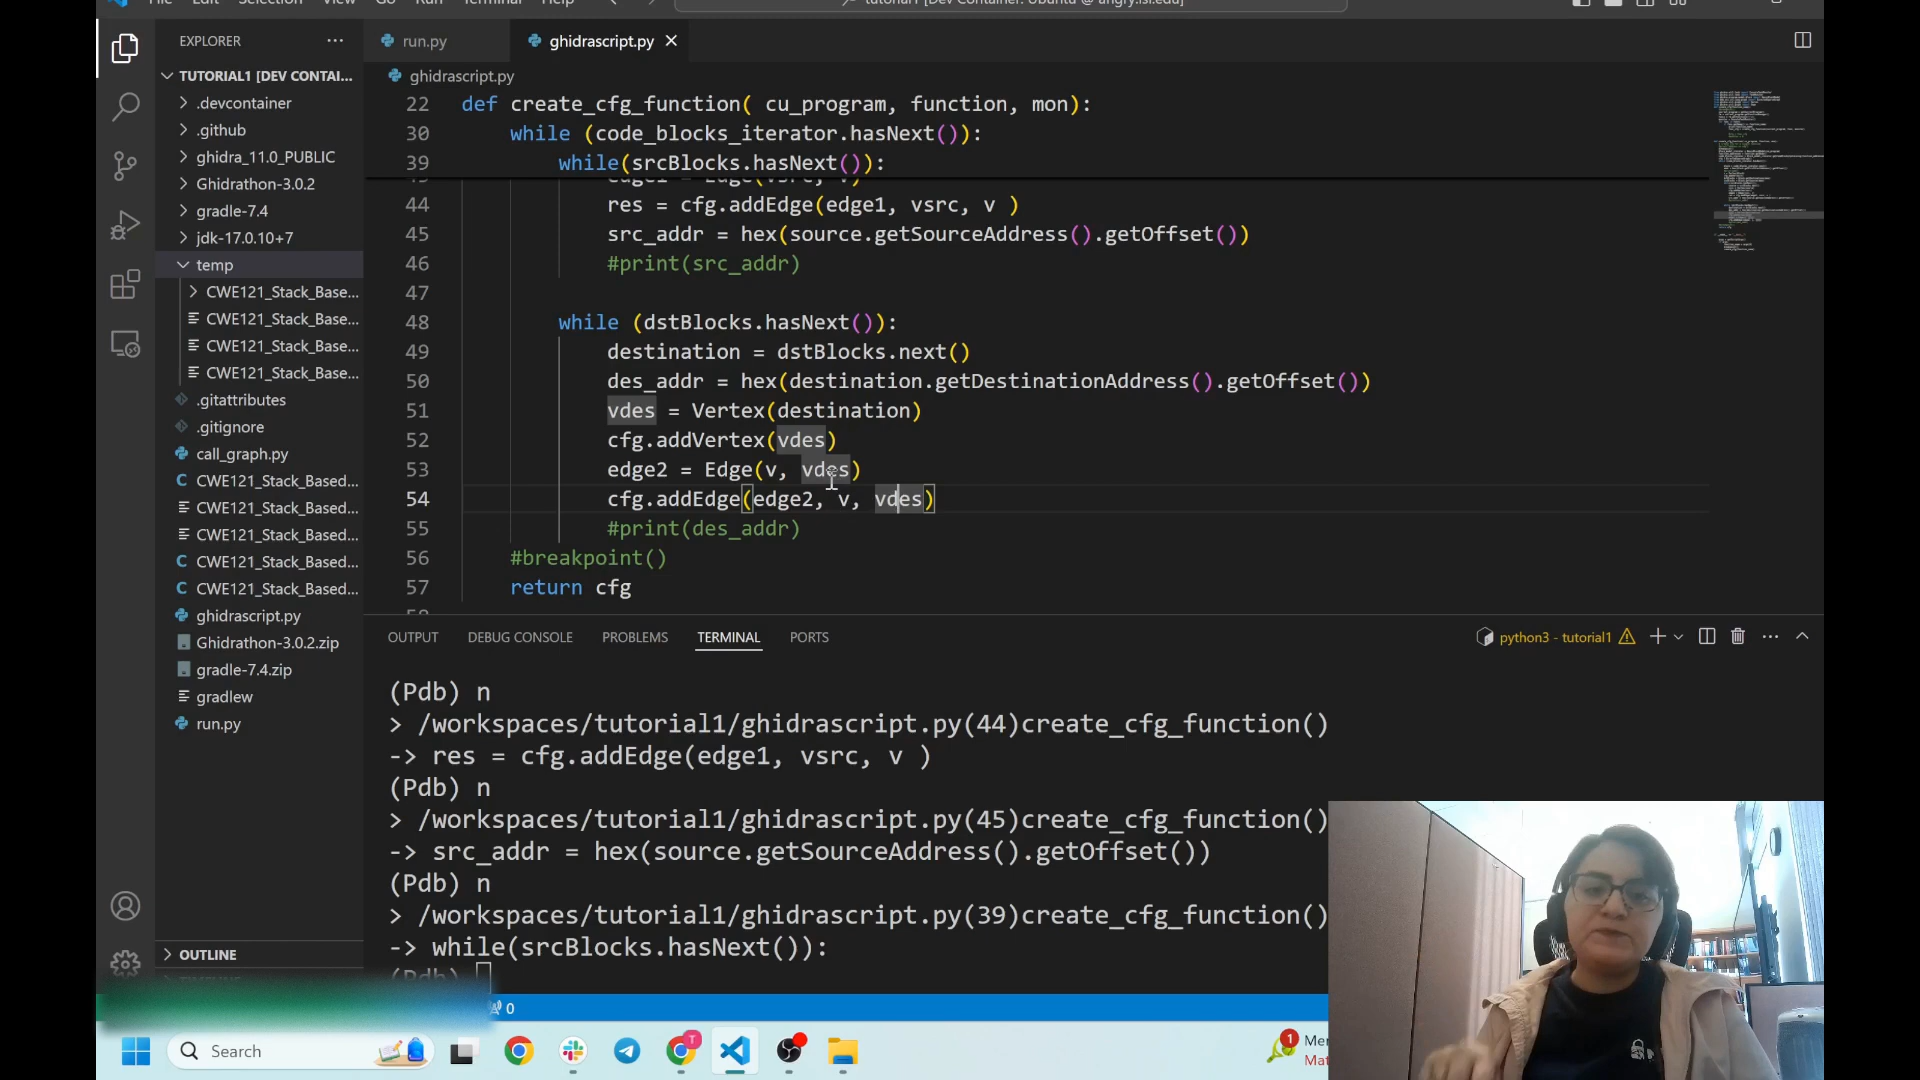 File Edit Selection View Go Run Terminal Help
tutorial1 [Dev Container: Ubuntu @ angry.isi.edu]
EXPLORER
run.py
ghidrascript.py
TUTORIAL1 [DEV CONTAI...
.devcontainer
.github
ghidra_11.0_PUBLIC
Ghidrathon-3.0.2
gradle-7.4
jdk-17.0.10+7
temp
CWE121_Stack_Base...
CWE121_Stack_Base...
CWE121_Stack_Base...
CWE121_Stack_Base...
.gitattributes
.gitignore
call_graph.py
C CWE121_Stack_Based...
CWE121_Stack_Based...
CWE121_Stack_Based...
C CWE121_Stack_Based...
C CWE121_Stack_Based...
ghidrascript.py
Ghidrathon-3.0.2.zip
gradle-7.4.zip
gradlew
run.py
OUTLINE
ghidrascript.py
22 def create_cfg_function( cu_program, function, mon):
30 while (code_blocks_iterator.hasNext()):
39 while(srcBlocks.hasNext()):
edge1 = Edge(vsrc, v)
44 res = cfg.addEdge(edge1, vsrc, v )
45 src_addr = hex(source.getSourceAddress().getOffset())
46 #print(src_addr)
47
48 while (dstBlocks.hasNext()):
49 destination = dstBlocks.next()
50 des_addr = hex(destination.getDestinationAddress().getOffset())
51 vdes = Vertex(destination)
52 cfg.addVertex(vdes)
53 edge2 = Edge(v, vdes)
54 cfg.addEdge(edge2, v, vdes)
55 #print(des_addr)
56 #breakpoint()
57 return cfg
OUTPUT DEBUG CONSOLE PROBLEMS TERMINAL PORTS
python3 - tutorial1
(Pdb) n
> /workspaces/tutorial1/ghidrascript.py(44)create_cfg_function()
-> res = cfg.addEdge(edge1, vsrc, v )
(Pdb) n
> /workspaces/tutorial1/ghidrascript.py(45)create_cfg_function()
-> src_addr = hex(source.getSourceAddress().getOffset())
(Pdb) n
> /workspaces/tutorial1/ghidrascript.py(39)create_cfg_function()
-> while(srcBlocks.hasNext()):
(Pdb)
0
Search
T
1
Mer
Mat